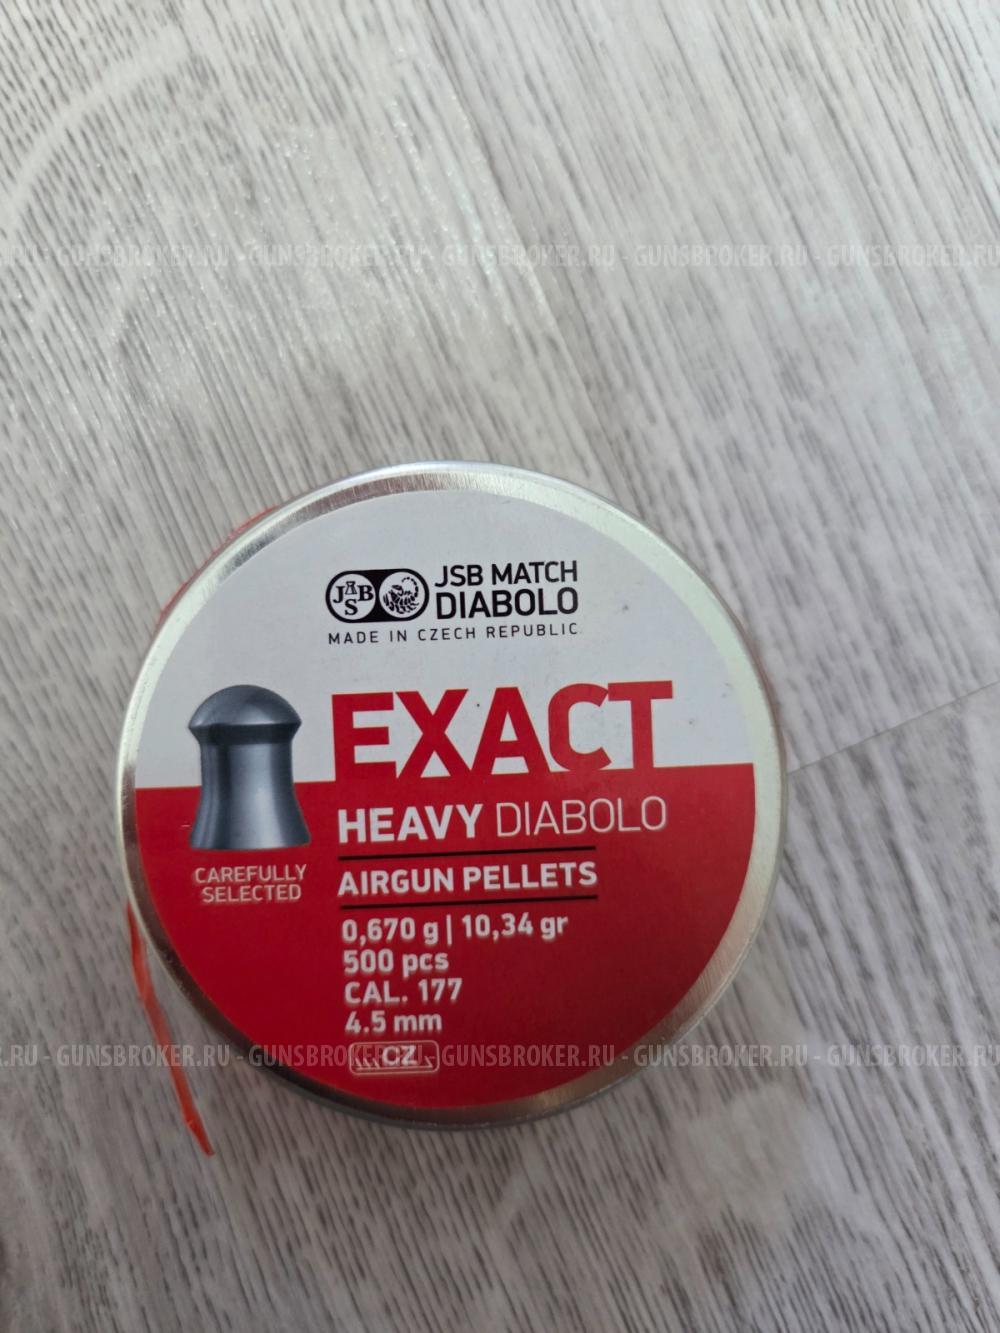 RU - GUNSBROKER.RU - GUNSBROKER.RU - GUNSBROKER.RU - GUNSBROKER.RU - GUNSBROKER.RU
JSB
JSB MATCH
DIABOLO
MADE IN CZECH REPUBLIC
EXACT
HEAVY DIABOLO
AIRGUN PELLETS
CAREFULLY
SELECTED
0,670 g | 10,34 gr
500 pcs
CAL. 177
4.5 mm
CZ
.RU - GUNSBROKER.RU - GUNSBROKER.RU - GUNSBROKER.RU - GUNSBROKER.RU - GUNSBROKER.RU